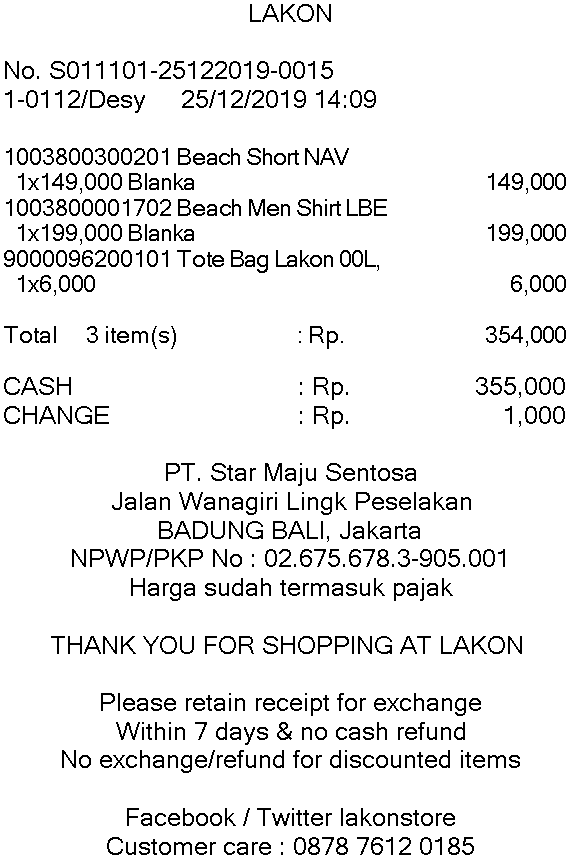 LAKON
No. S011101-25122019-0015
1-0112/Desy 25/12/2019 14:09
1003800300201 Beach Short NAV
1x149,000 Blanka 149,000
1003800001702 Beach Men Shirt LBE
1x199,000 Blanka 199,000
9000096200101 Tote Bag Lakon 00L,
1x6,000 6,000
Total 3 item(s) : Rp. 354,000
CASH : Rp. 355,000
CHANGE : Rp. 1,000
PT. Star Maju Sentosa
Jalan Wanagiri Lingk Peselakan
BADUNG BALI, Jakarta
NPWP/PKP No : 02.675.678.3-905.001
Harga sudah termasuk pajak
THANK YOU FOR SHOPPING AT LAKON
Please retain receipt for exchange
Within 7 days & no cash refund
No exchange/refund for discounted items
Facebook / Twitter lakonstore
Customer care : 0878 7612 0185